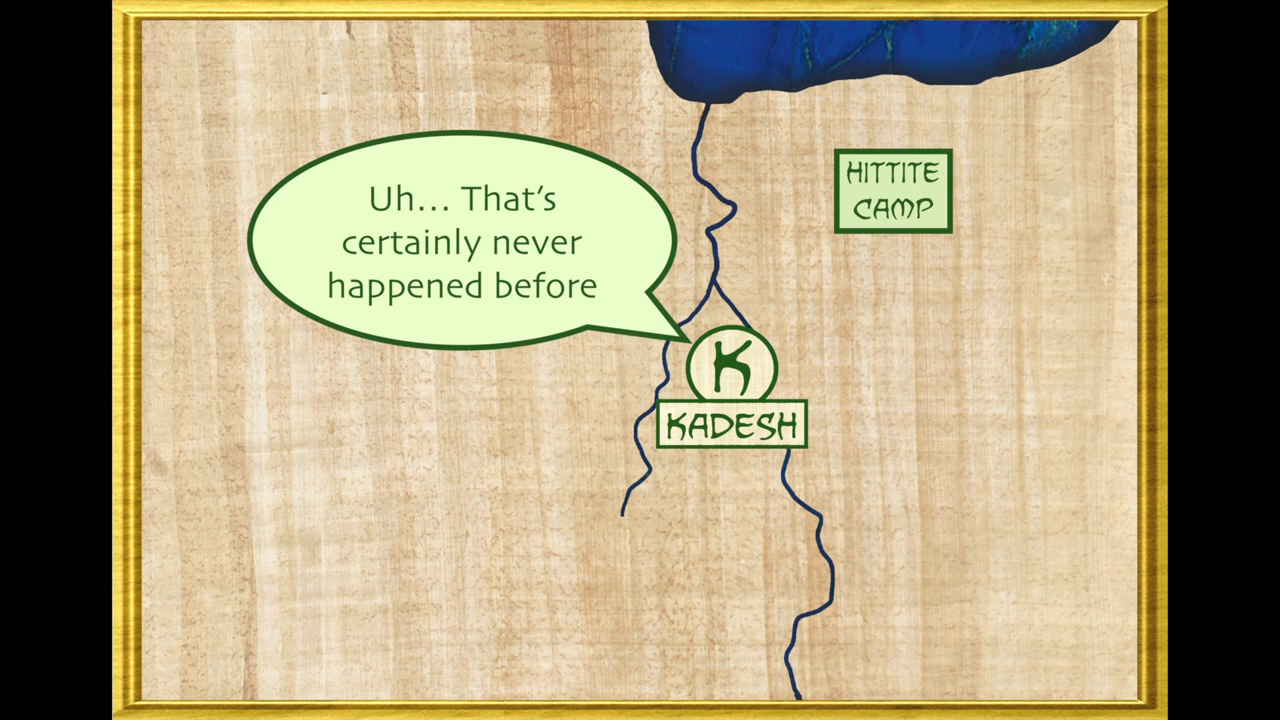 Uh... That's
certainly never
happened before
HITTITE
CAMP
K
KADESH